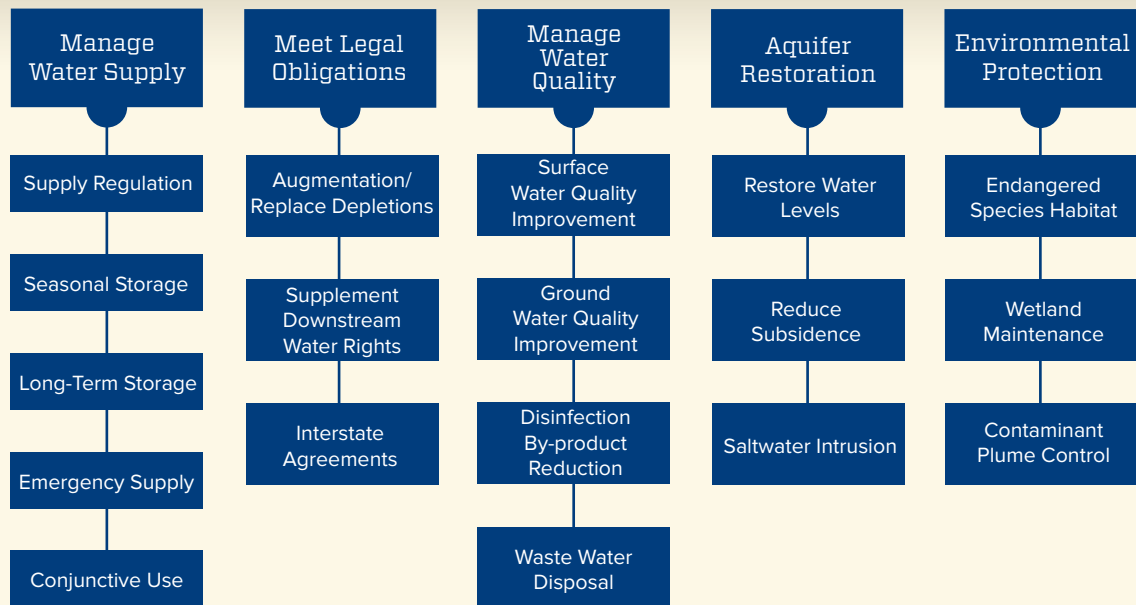 Manage
Water Supply
Supply Regulation
Seasonal Storage
Long-Term Storage
Emergency Supply
Conjunctive Use
Meet Legal
Obligations
Augmentation/
Replace Depletions
Supplement
Downstream
Water Rights
Interstate
Agreements
Manage
Water
Quality
Surface
Water Quality
Improvement
Ground
Water Quality
Improvement
Disinfection
By-product
Reduction
Waste Water
Disposal
Aquifer
Restoration
Restore Water
Levels
Reduce
Subsidence
Saltwater Intrusion
Environmental
Protection
Endangered
Species Habitat
Wetland
Maintenance
Contaminant
Plume Control